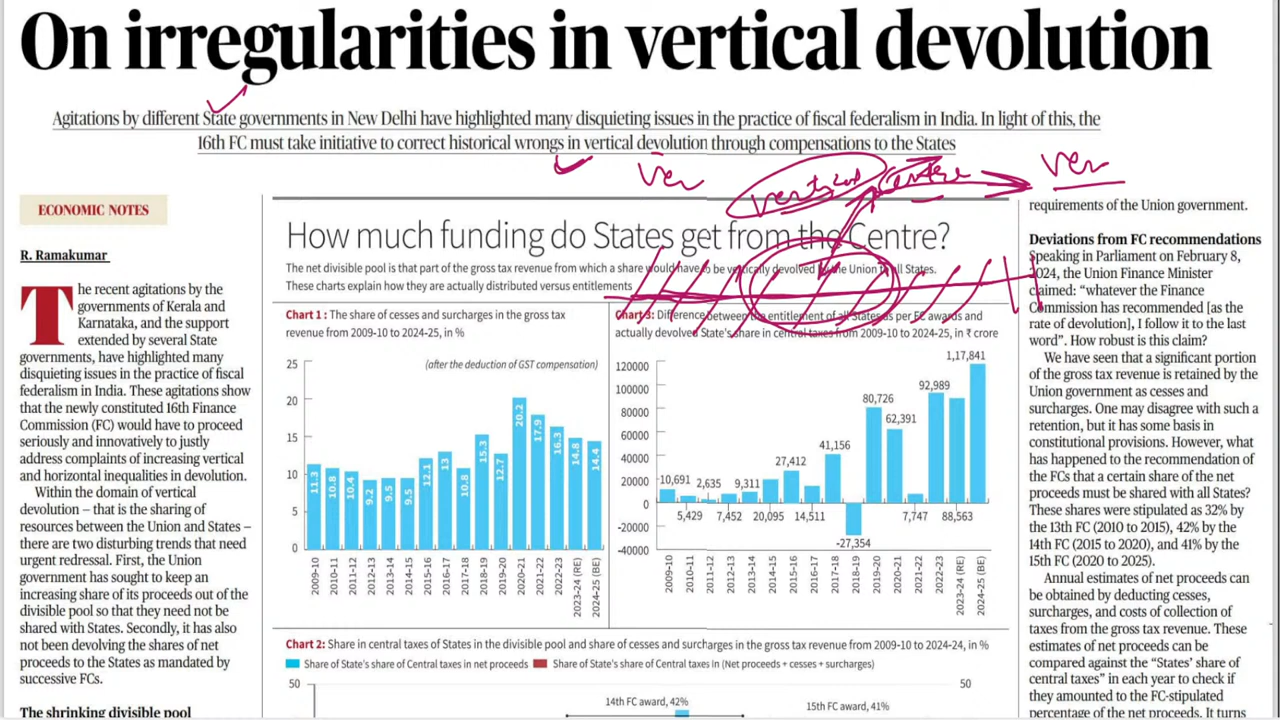 On irregularities in vertical devolution
Agitations by different State governments in New Delhi have highlighted many disquieting issues in the practice of fiscal federalism in India. In light of this, the
16th FC must take initiative to correct historical wrongs in vertical devolution through compensations to the States
ECONOMIC NOTES
R. Ramakumar
The recent agitations by the
governments of Kerala and
Karnataka, and the support
extended by several State
governments, have highlighted many
disquieting issues in the practice of fiscal
federalism in India. These agitations show
that the newly constituted 16th Finance
Commission (FC) would have to proceed
seriously and innovatively to justly
address complaints of increasing vertical
and horizontal inequalities in devolution.
Within the domain of vertical
devolution – that is the sharing of
resources between the Union and States –
there are two disturbing trends that need
urgent redressal. First, the Union
government has sought to keep an
increasing share of its proceeds out of the
divisible pool so that they need not be
shared with States. Secondly, it has also
not been devolving the shares of net
proceeds to the States as mandated by
successive FCs.
The shrinking divisible pool
ver
vertical
centre
ver
How much funding do States get from the Centre?
The net divisible pool is that part of the gross tax revenue from which a share would have to be vertically devolved by the Union to all States.
These charts explain how they are actually distributed versus entitlements
Chart 1 : The share of cesses and surcharges in the gross tax
revenue from 2009-10 to 2024-25, in %
(after the deduction of GST compensation)
25
20
15
10
5
0
11.3
10.8
10.4
9.2
9.5
9.5
12.1
13
10.8
15.3
12.7
20.2
17.9
16.3
14.8
14.4
2009-10
2010-11
2011-12
2012-13
2013-14
2014-15
2015-16
2016-17
2017-18
2018-19
2019-20
2020-21
2021-22
2022-23
2023-24 (RE)
2024-25 (BE)
Chart 3: Difference between the entitlement of all States as per FC awards and
actually devolved State's share in central taxes from 2009-10 to 2024-25, in ₹ crore
120000
100000
80000
60000
40000
20000
0
-20000
-40000
10,691
5,429
2,635
7,452
9,311
20,095
27,412
14,511
41,156
-27,354
80,726
62,391
7,747
92,989
88,563
1,17,841
2009-10
2010-11
2011-12
2012-13
2013-14
2014-15
2015-16
2016-17
2017-18
2018-19
2019-20
2020-21
2021-22
2022-23
2023-24 (RE)
2024-25 (BE)
Chart 2: Share in central taxes of States in the divisible pool and share of cesses and surcharges in the gross tax revenue from 2009-10 to 2024-24, in %
Share of State's share of Central taxes in net proceeds
Share of State's share of Central taxes in (Net proceeds + cesses + surcharges)
50
14th FC award, 42%
15th FC award, 41%
50
requirements of the Union government.
Deviations from FC recommendations
Speaking in Parliament on February 8,
2024, the Union Finance Minister
claimed: “whatever the Finance
Commission has recommended [as the
rate of devolution], I follow it to the last
word”. How robust is this claim?
We have seen that a significant portion
of the gross tax revenue is retained by the
Union government as cesses and
surcharges. One may disagree with such a
retention, but it has some basis in
constitutional provisions. However, what
has happened to the recommendation of
the FCs that a certain share of the net
proceeds must be shared with all States?
These shares were stipulated as 32% by
the 13th FC (2010 to 2015), 42% by the
14th FC (2015 to 2020), and 41% by the
15th FC (2020 to 2025).
Annual estimates of net proceeds can
be obtained by deducting cesses,
surcharges, and costs of collection of
taxes from the gross tax revenue. These
estimates of net proceeds can be
compared against the “States’ share of
central taxes” in each year to check if
they amounted to the FC-stipulated
percentage of the net proceeds. It turns